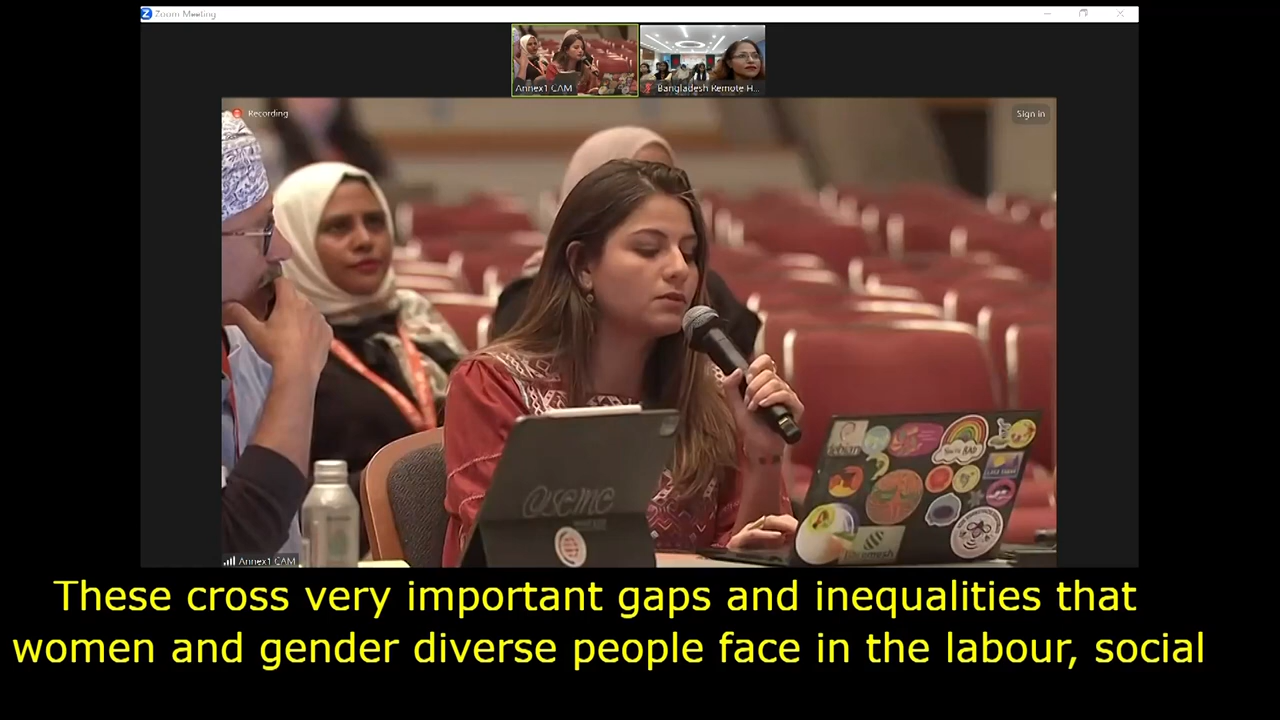 Zoom Meeting
Annex1 CAM
Bangladesh Remote H...
Recording
Sign in
Annex1 CAM
These cross very important gaps and inequalities that
women and gender diverse people face in the labour, social